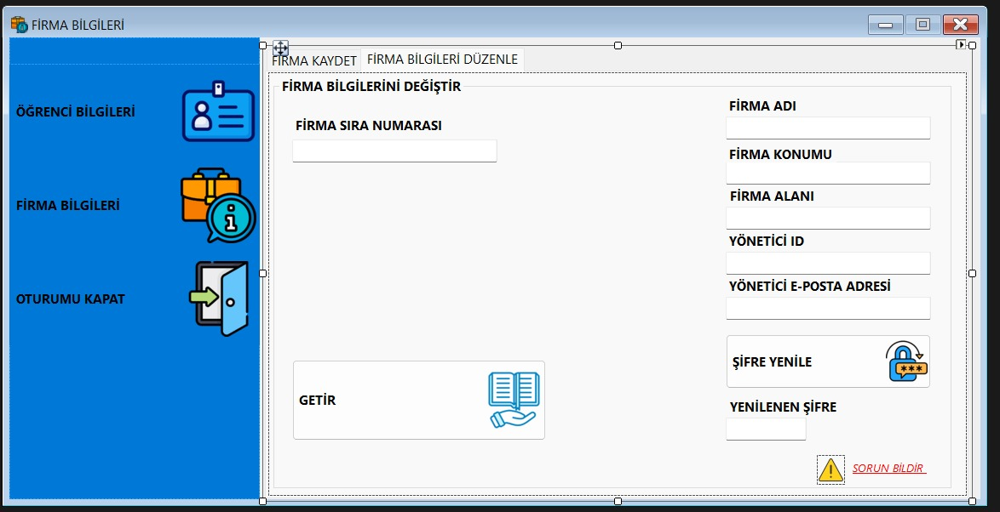 FİRMA BİLGİLERİ
ÖĞRENCİ BİLGİLERİ
FİRMA BİLGİLERİ
OTURUMU KAPAT
FİRMA KAYDET
FİRMA BİLGİLERİ DÜZENLE
FİRMA BİLGİLERİNİ DEĞİŞTİR
FİRMA SIRA NUMARASI
GETİR
FİRMA ADI
FİRMA KONUMU
FİRMA ALANI
YÖNETİCİ ID
YÖNETİCİ E-POSTA ADRESİ
ŞİFRE YENİLE
***
YENİLENEN ŞİFRE
SORUN BİLDİR